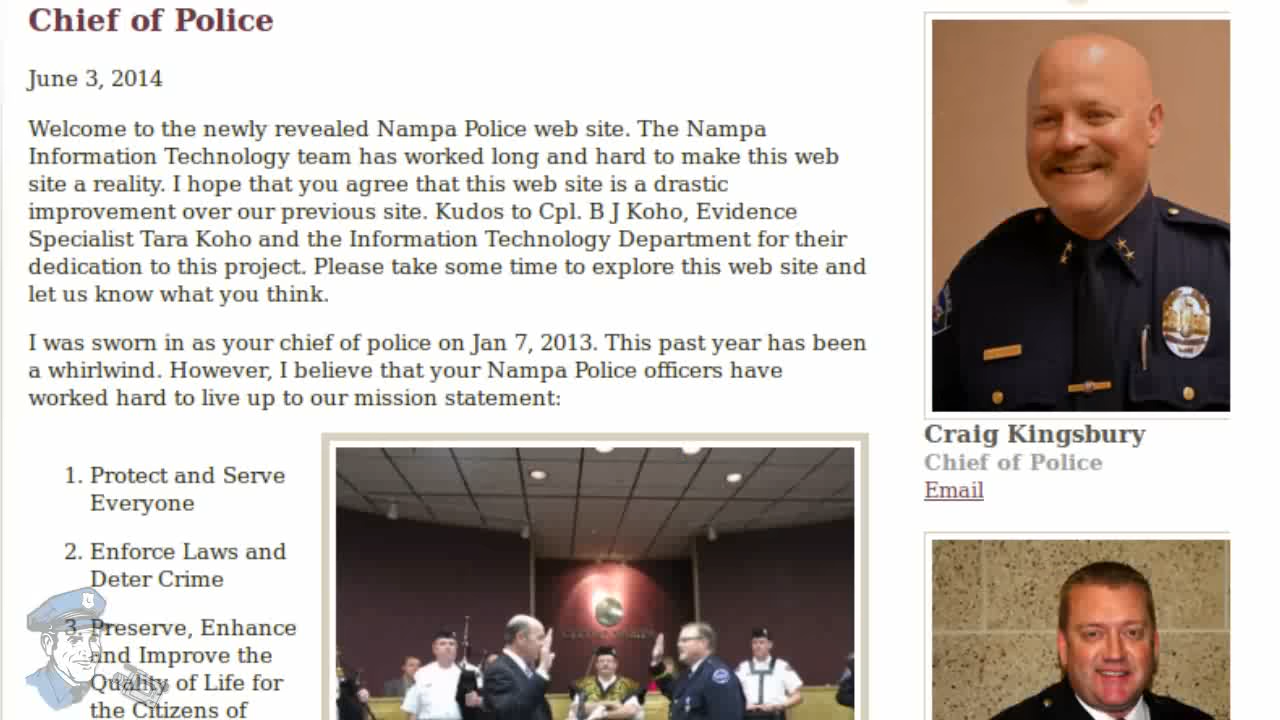 Chief of Police
June 3, 2014
Welcome to the newly revealed Nampa Police web site. The Nampa
Information Technology team has worked long and hard to make this web
site a reality. I hope that you agree that this web site is a drastic
improvement over our previous site. Kudos to Cpl. B J Koho, Evidence
Specialist Tara Koho and the Information Technology Department for their
dedication to this project. Please take some time to explore this web site and
let us know what you think.
I was sworn in as your chief of police on Jan 7, 2013. This past year has been
a whirlwind. However, I believe that your Nampa Police officers have
worked hard to live up to our mission statement:
1. Protect and Serve
Everyone
2. Enforce Laws and
Deter Crime
3. Preserve, Enhance
and Improve the
Quality of Life for
the Citizens of
Craig Kingsbury
Chief of Police
Email